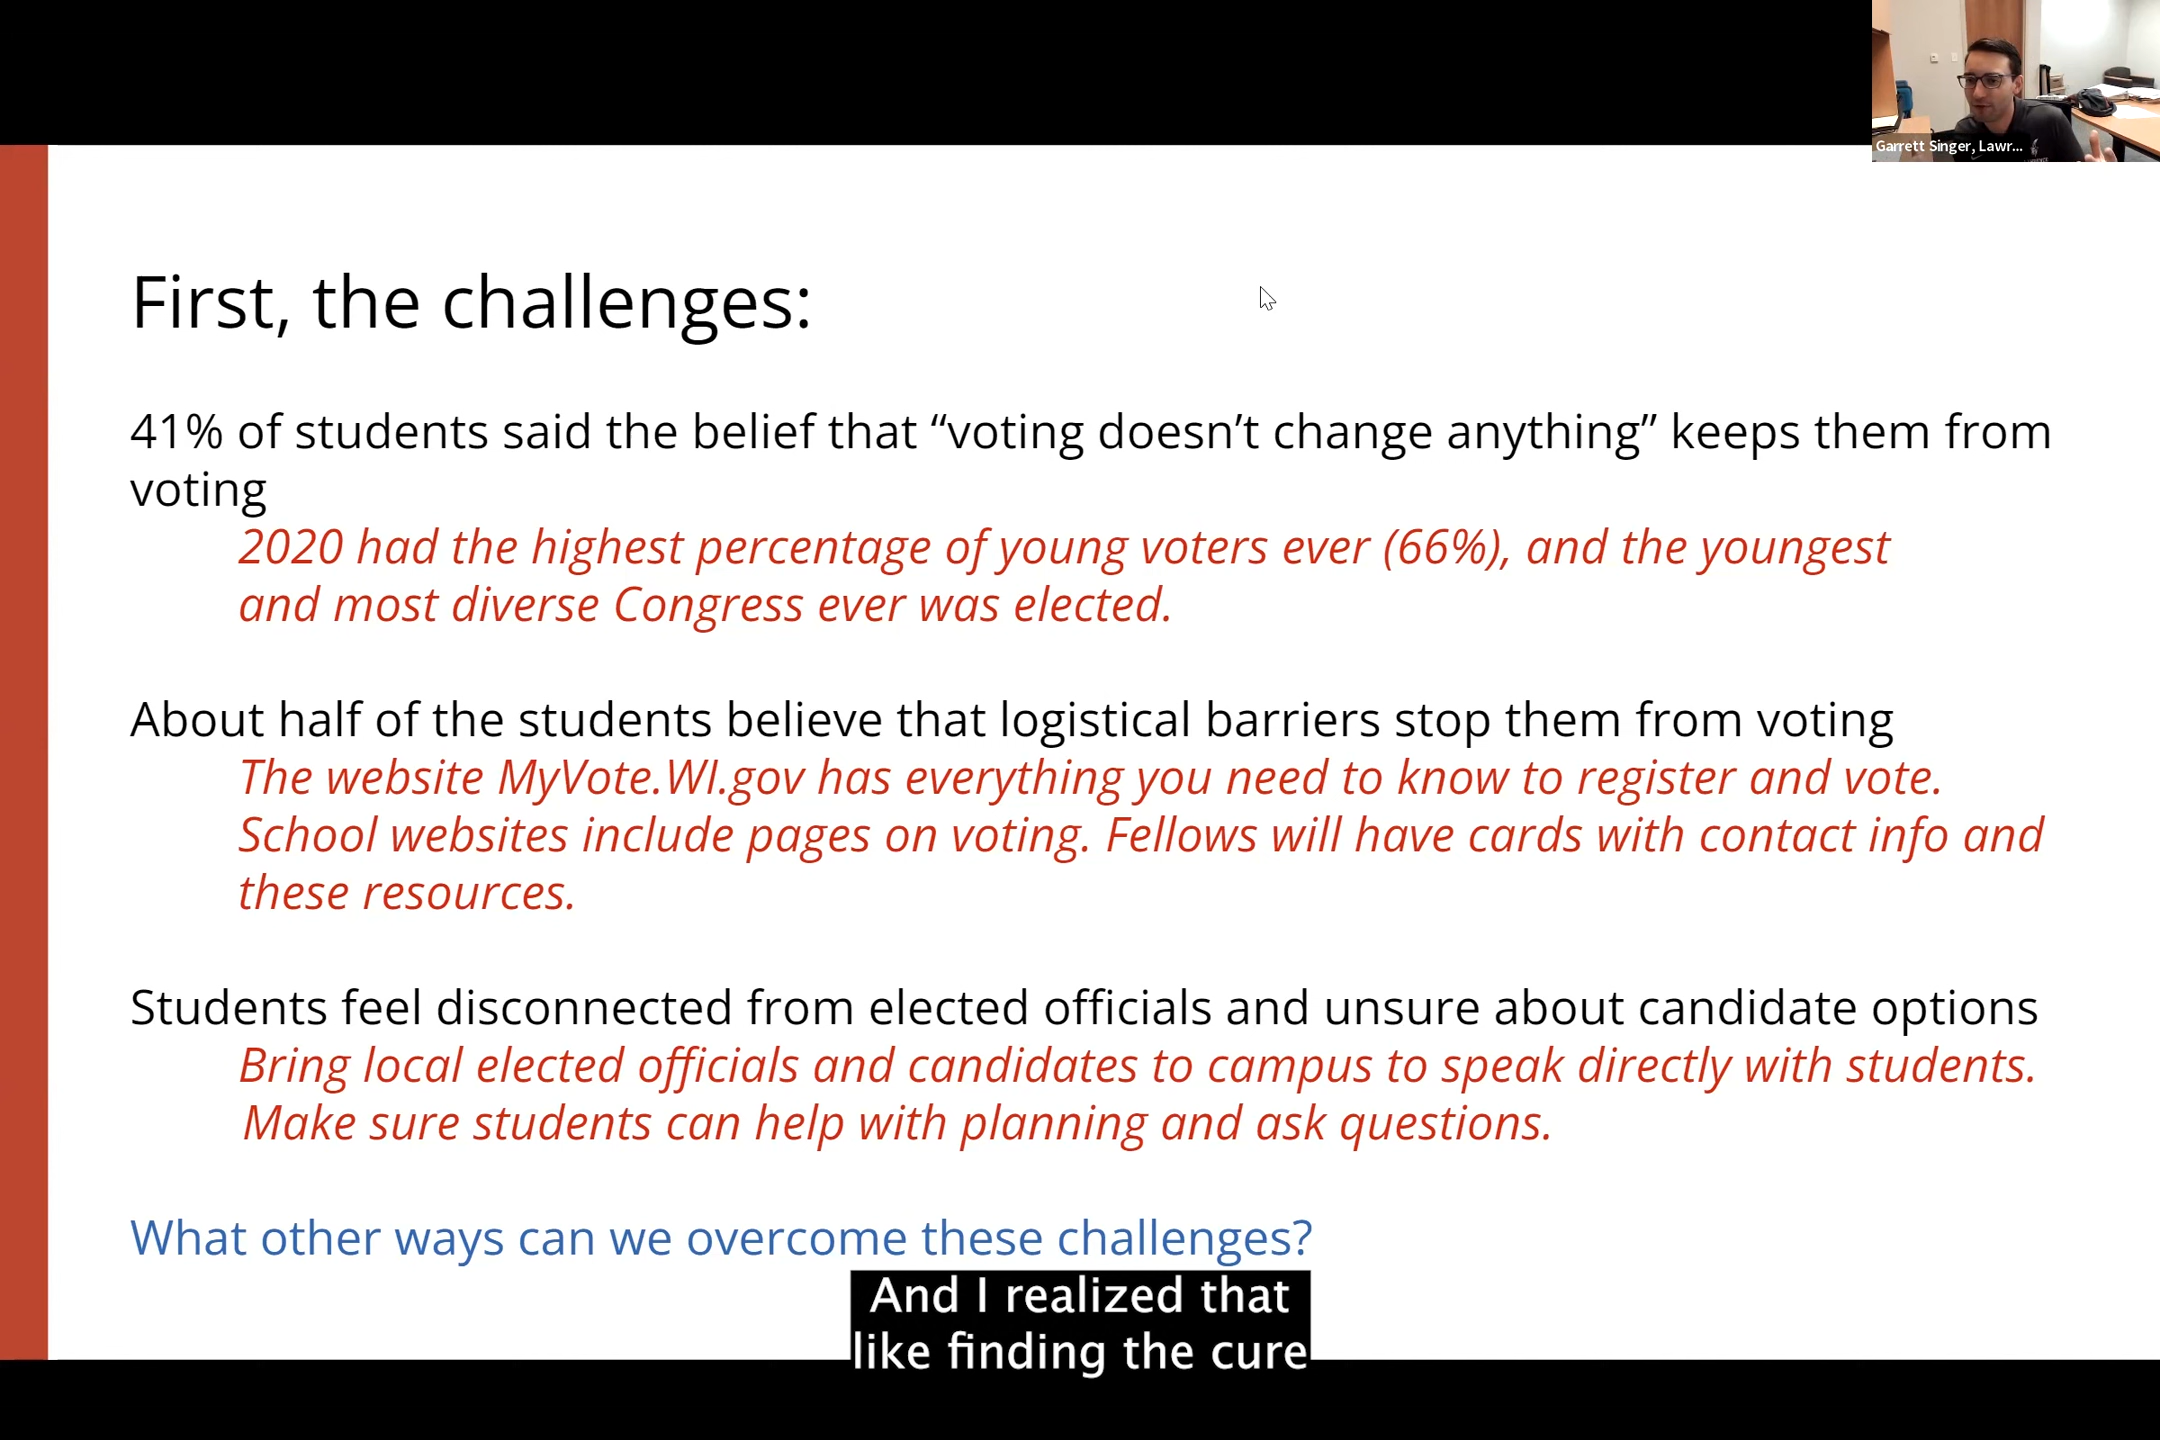 Garrett Singer, Lawr...
First, the challenges:
41% of students said the belief that “voting doesn’t change anything” keeps them from
voting
2020 had the highest percentage of young voters ever (66%), and the youngest
and most diverse Congress ever was elected.
About half of the students believe that logistical barriers stop them from voting
The website MyVote.WI.gov has everything you need to know to register and vote.
School websites include pages on voting. Fellows will have cards with contact info and
these resources.
Students feel disconnected from elected officials and unsure about candidate options
Bring local elected officials and candidates to campus to speak directly with students.
Make sure students can help with planning and ask questions.
What other ways can we overcome these challenges?
And I realized that
like finding the cure